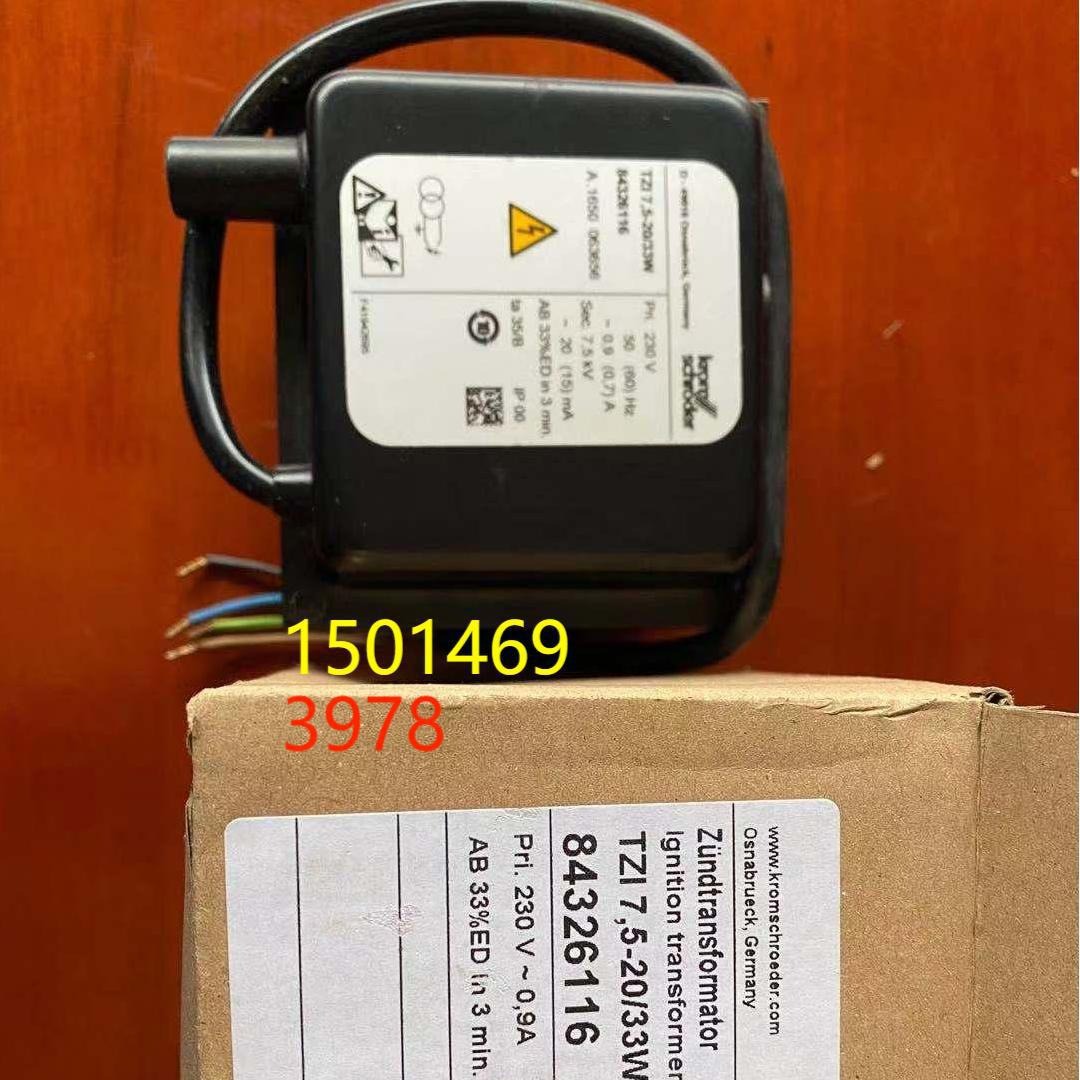 krom
schröder
D-49018 Osnabrück, Germany
TZI 7,5-20/33W
84326116
A.1650 063656
Pri. 230 V
50 (60) Hz
~ 0,9 (0,7) A
Sec. 7,5 kV
~ 20 (15) mA
AB 33%ED in 3 min.
ta 35/B IP 00
10
1501469
3978
www.kromschroeder.com
Osnabrueck, Germany
Zündtransformator
Ignition transformer
TZI 7,5-20/33W
84326116
Pri. 230 V ~ 0,9A
AB 33%ED in 3 min.